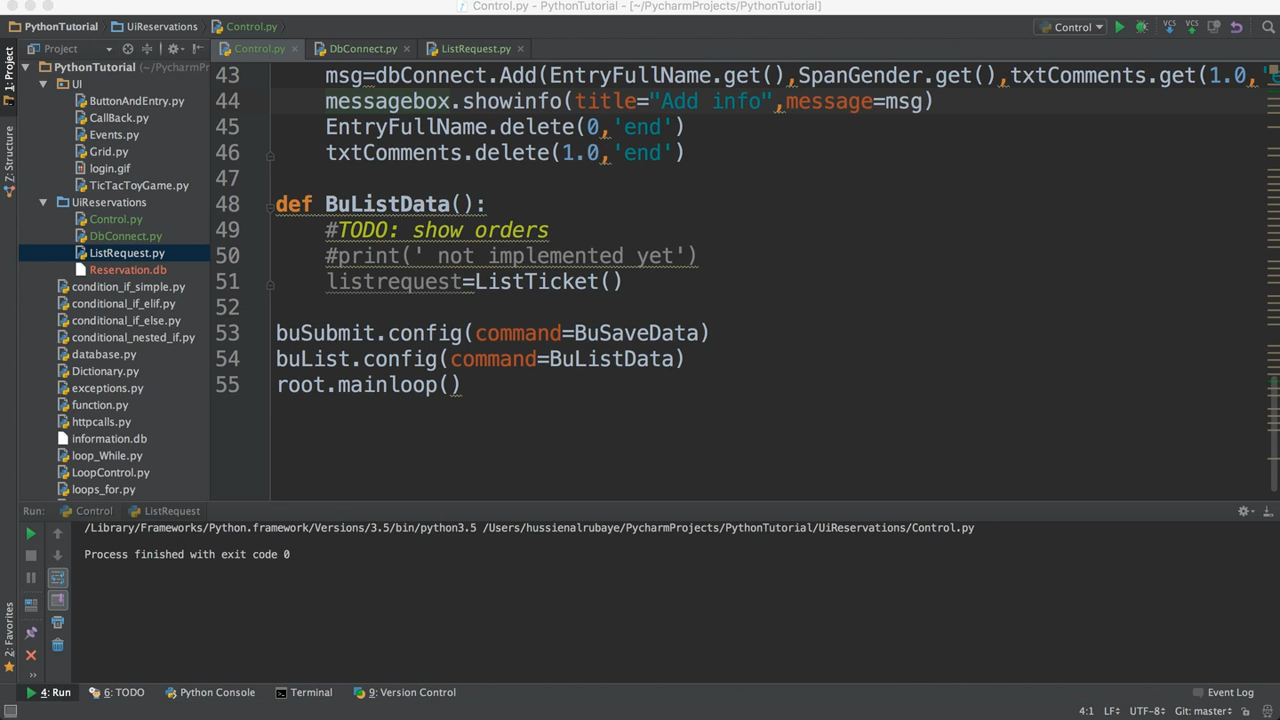 Control.py - PythonTutorial - [~/PycharmProjects/PythonTutorial]
PythonTutorial UiReservations Control.py Control VCS VCS
1: Project
Z: Structure
2: Favorites
Project
Control.py × DbConnect.py × ListRequest.py ×
PythonTutorial (~/PycharmPr
UI
ButtonAndEntry.py
CallBack.py
Events.py
Grid.py
login.gif
TicTacToyGame.py
UiReservations
Control.py
DbConnect.py
ListRequest.py
Reservation.db
condition_if_simple.py
conditional_if_elif.py
conditional_if_else.py
conditional_nested_if.py
database.py
Dictionary.py
exceptions.py
function.py
httpcalls.py
information.db
loop_While.py
LoopControl.py
loops_for.py
43 msg=dbConnect.Add(EntryFullName.get(),SpanGender.get(),txtComments.get(1.0,
44 messagebox.showinfo(title="Add info",message=msg)
45 EntryFullName.delete(0,'end')
46 txtComments.delete(1.0,'end')
47
48 def BuListData():
49 #TODO: show orders
50 #print(' not implemented yet')
51 listrequest=ListTicket()
52
53 buSubmit.config(command=BuSaveData)
54 buList.config(command=BuListData)
55 root.mainloop()
Run: Control ListRequest
/Library/Frameworks/Python.framework/Versions/3.5/bin/python3.5 /Users/hussienalrubaye/PycharmProjects/PythonTutorial/UiReservations/Control.py
Process finished with exit code 0
4: Run 6: TODO Python Console Terminal 9: Version Control Event Log
4:1 LF÷ UTF-8÷ Git: master÷